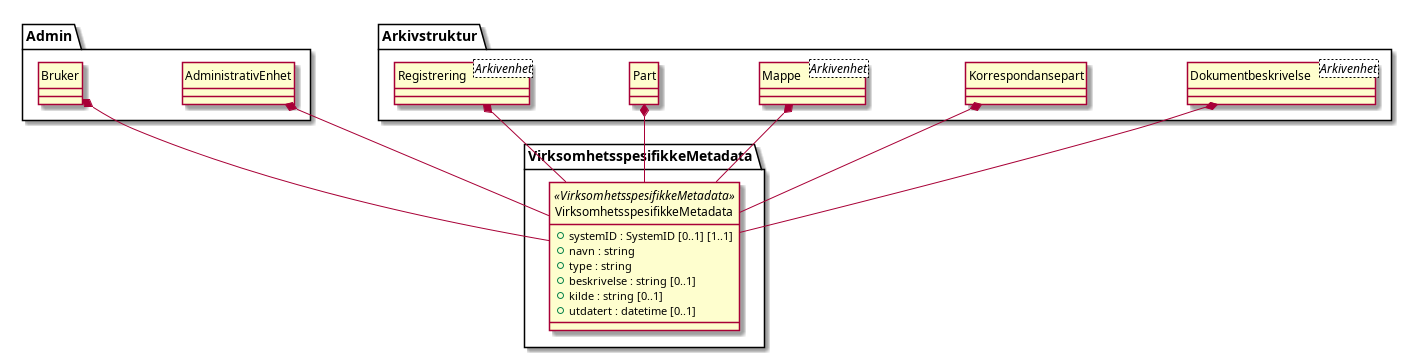 Admin
Arkivstruktur
Bruker
AdministrativEnhet
Registrering
Arkivenhet
Part
Mappe
Arkivenhet
Korrespondansepart
Dokumentbeskrivelse
Arkivenhet
VirksomhetsspesifikkeMetadata
«VirksomhetsspesifikkeMetadata»
VirksomhetsspesifikkeMetadata
systemID : SystemID [0..1] [1..1]
navn : string
type : string
beskrivelse : string [0..1]
kilde : string [0..1]
utdatert : datetime [0..1]